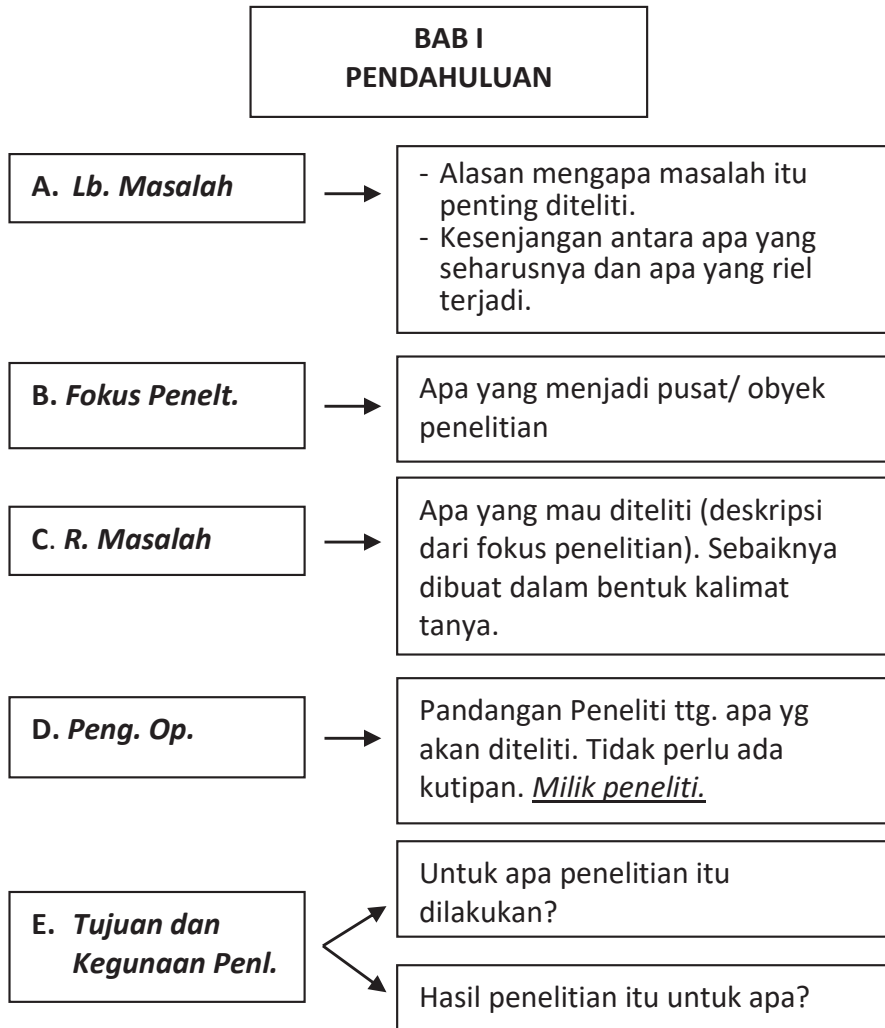 BAB I
PENDAHULUAN
A. Lb. Masalah
- Alasan mengapa masalah itu
penting diteliti.
- Kesenjangan antara apa yang
seharusnya dan apa yang riel
terjadi.
B. Fokus Penelt.
Apa yang menjadi pusat/ obyek
penelitian
C. R. Masalah
Apa yang mau diteliti (deskripsi
dari fokus penelitian). Sebaiknya
dibuat dalam bentuk kalimat
tanya.
D. Peng. Op.
Pandangan Peneliti ttg. apa yg
akan diteliti. Tidak perlu ada
kutipan. Milik peneliti.
E. Tujuan dan
Kegunaan Penl.
Untuk apa penelitian itu
dilakukan?
Hasil penelitian itu untuk apa?